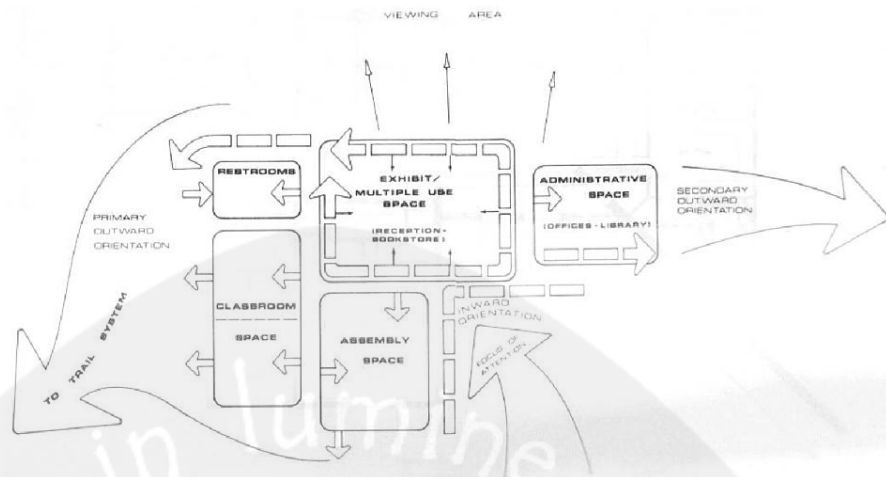 VIEWING AREA
RESTROOMS
EXHIBIT/
MULTIPLE USE
SPACE
(RECEPTION-
BOOKSTORE)
ADMINISTRATIVE
SPACE
(OFFICES-LIBRARY)
SECONDARY
OUTWARD
ORIENTATION
PRIMARY
OUTWARD
ORIENTATION
CLASSROOM
SPACE
ASSEMBLY
SPACE
INWARD
ORIENTATION
FOCUS OF
ATTENTION
TO TRAIL SYSTEM
in lumine